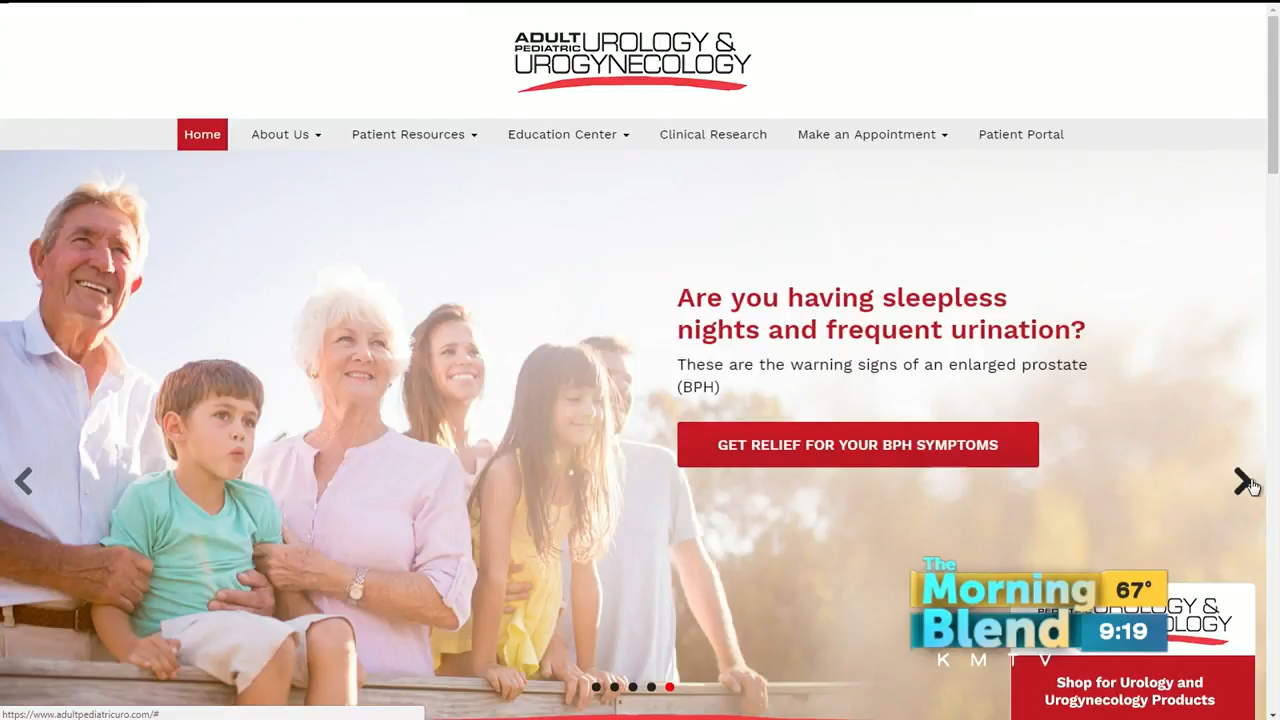 ADULT
PEDIATRIC
UROLOGY &
UROGYNECOLOGY
Home
About Us
Patient Resources
Education Center
Clinical Research
Make an Appointment
Patient Portal
Are you having sleepless
nights and frequent urination?
These are the warning signs of an enlarged prostate
(BPH)
GET RELIEF FOR YOUR BPH SYMPTOMS
The
Morning
Blend
67°
9:19
KMTV
UROLOGY &
OLOGY
Shop for Urology and
Urogynecology Products
https://www.adultpediatricuro.com/#